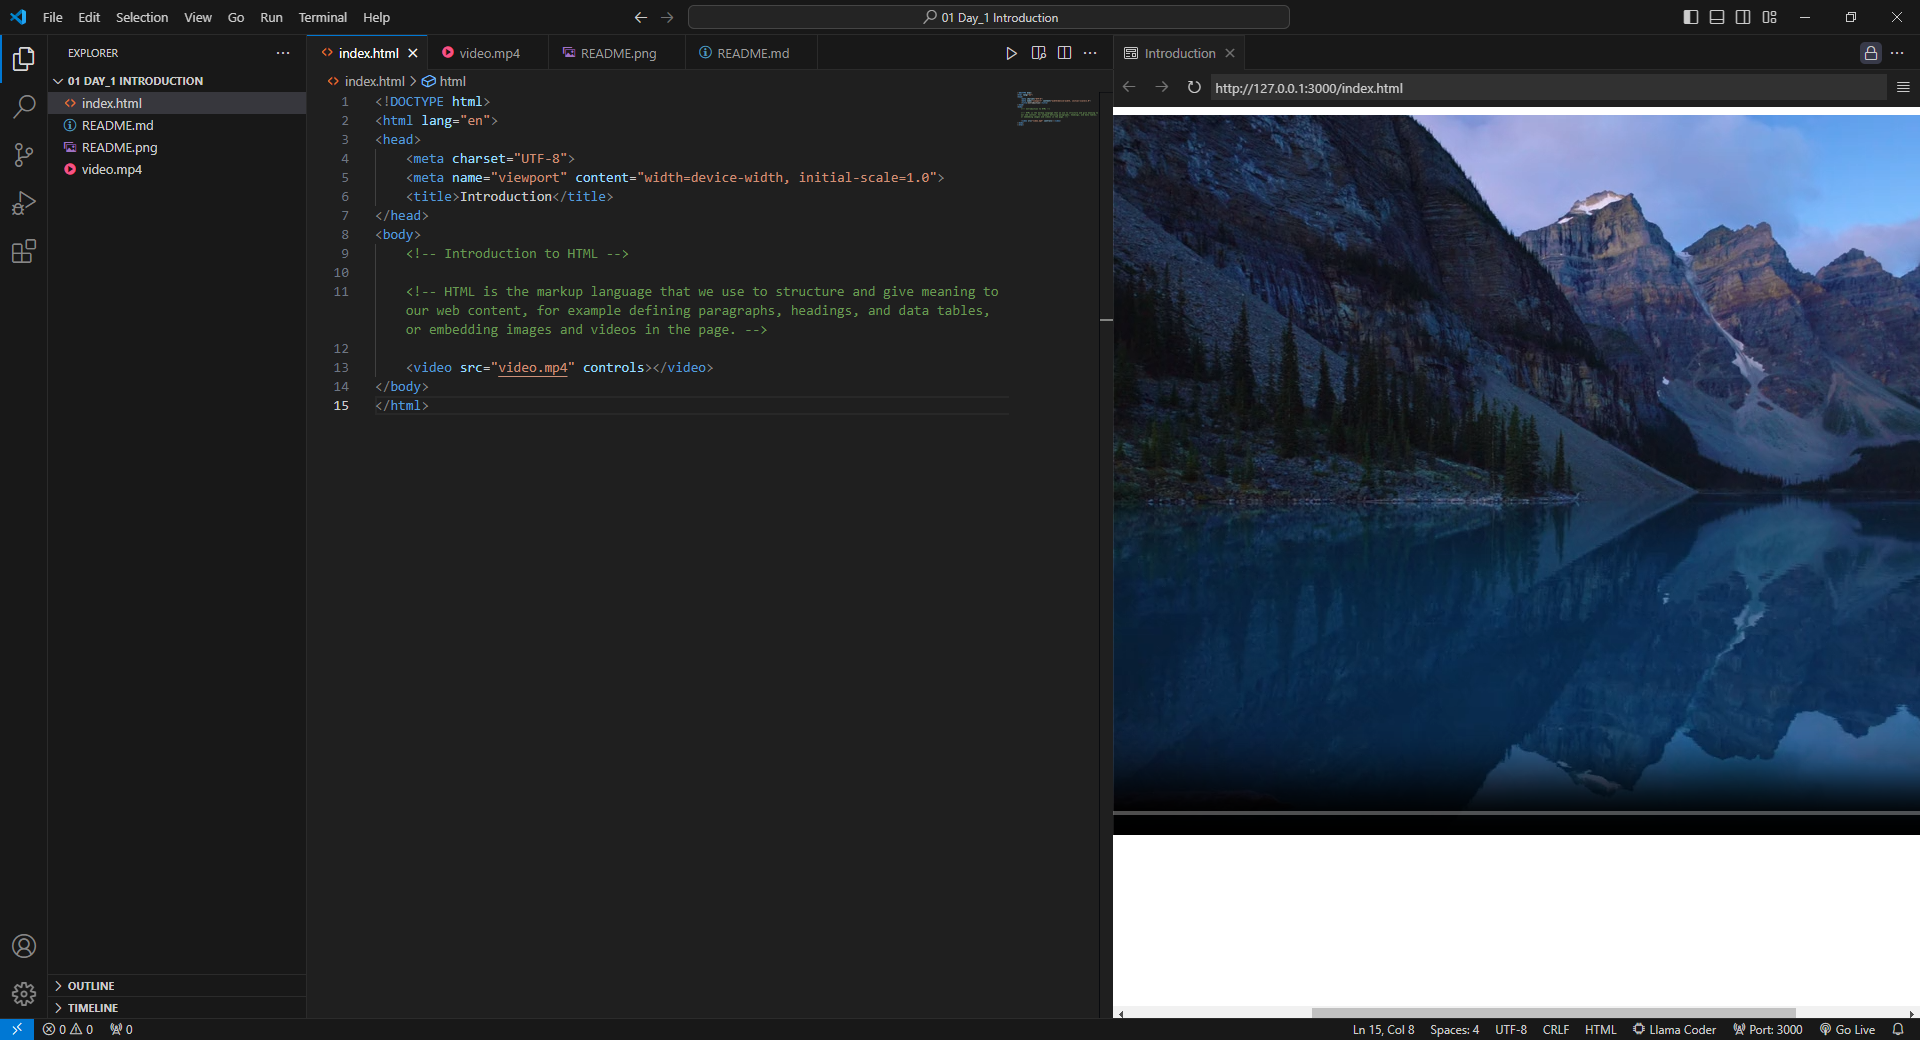 File Edit Selection View Go Run Terminal Help
01 Day_1 Introduction
EXPLORER
01 DAY_1 INTRODUCTION
index.html
README.md
README.png
video.mp4
OUTLINE
TIMELINE
index.html video.mp4 README.png README.md
index.html > html
1 <!DOCTYPE html>
2 <html lang="en">
3 <head>
4 <meta charset="UTF-8">
5 <meta name="viewport" content="width=device-width, initial-scale=1.0">
6 <title>Introduction</title>
7 </head>
8 <body>
9 <!-- Introduction to HTML -->
10
11 <!-- HTML is the markup language that we use to structure and give meaning to
our web content, for example defining paragraphs, headings, and data tables,
or embedding images and videos in the page. -->
12
13 <video src="video.mp4" controls></video>
14 </body>
15 </html>
Introduction
http://127.0.0.1:3000/index.html
0 0 0
Ln 15, Col 8 Spaces: 4 UTF-8 CRLF HTML Llama Coder Port: 3000 Go Live